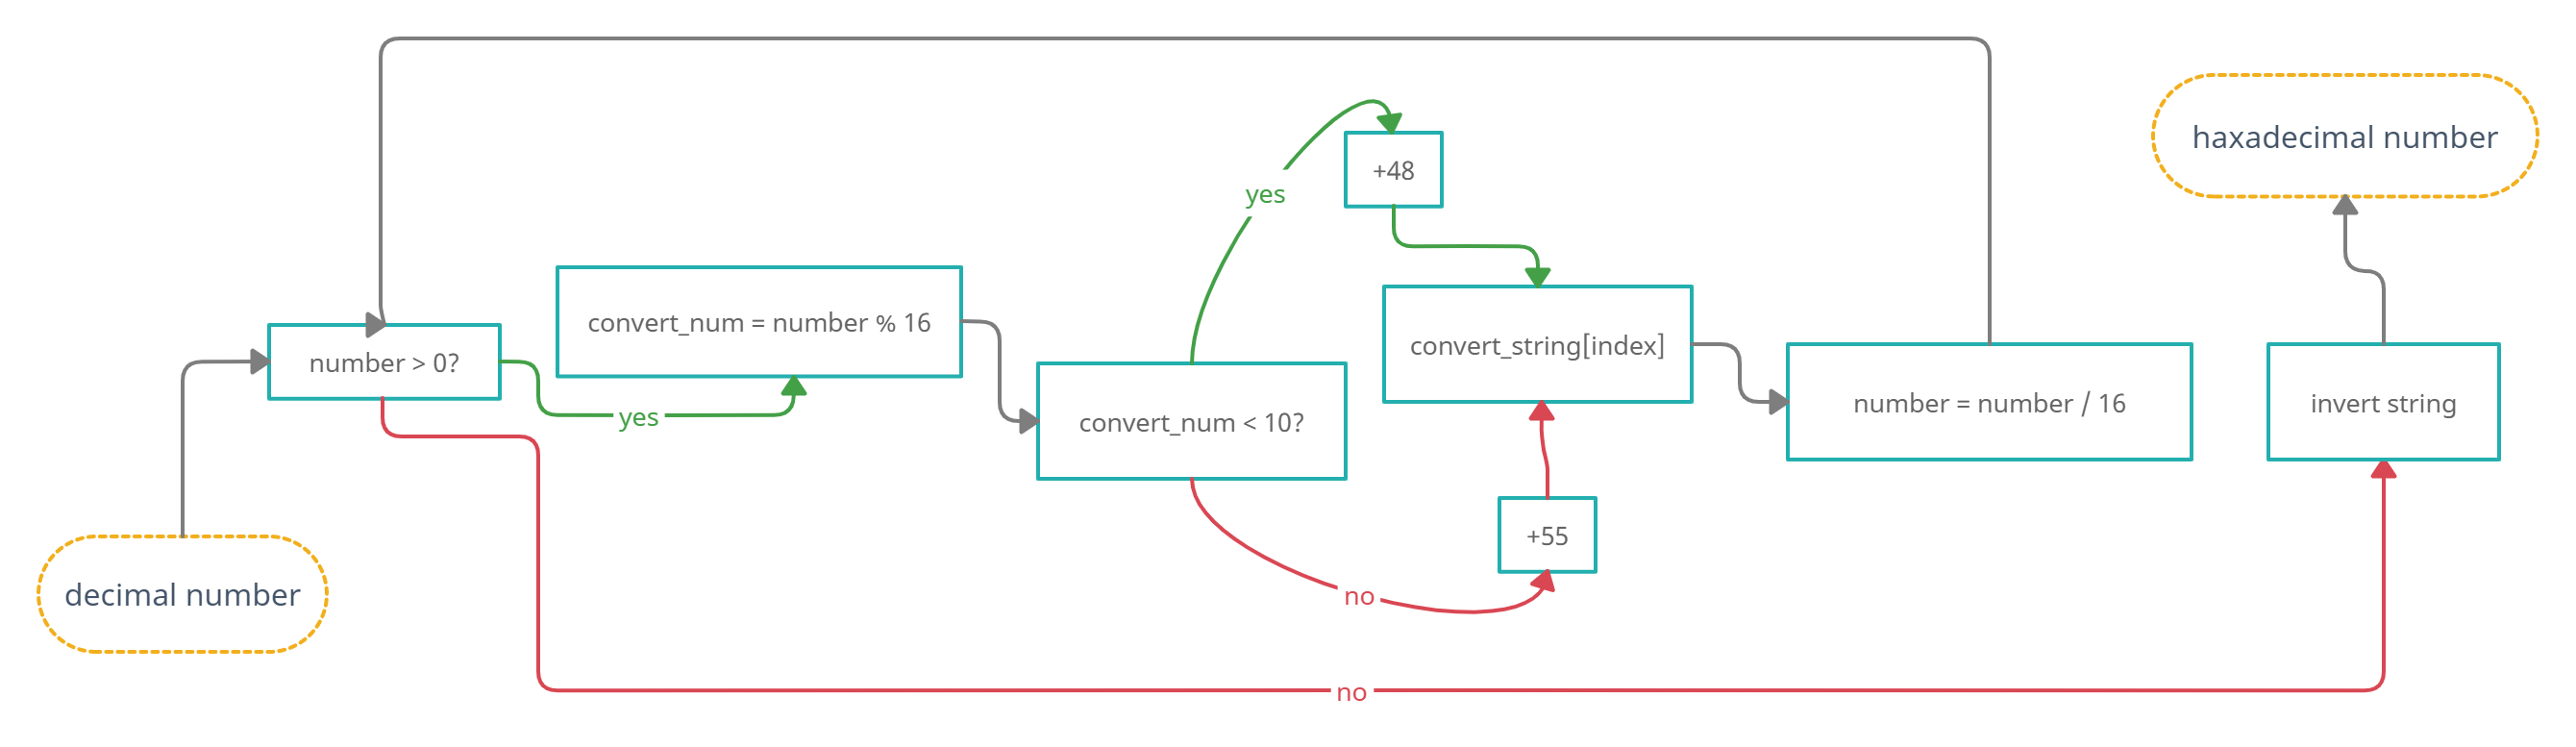 decimal number
number > 0?
yes
convert_num = number % 16
convert_num < 10?
yes
+48
no
+55
convert_string[index]
number = number / 16
no
invert string
haxadecimal number